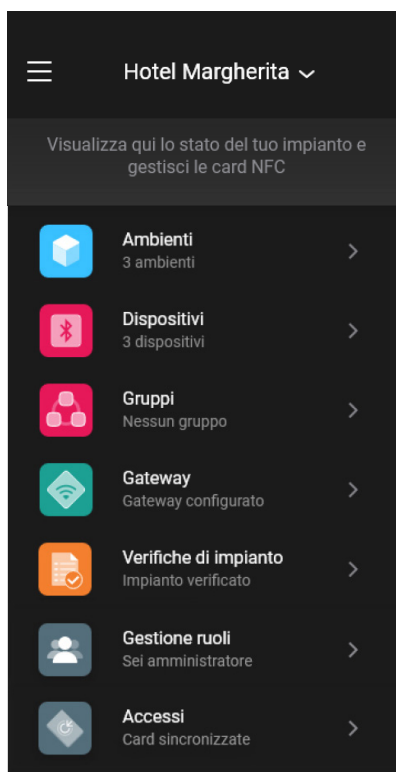 Hotel Margherita
Visualizza qui lo stato del tuo impianto e
gestisci le card NFC
Ambienti
3 ambienti
Dispositivi
3 dispositivi
Gruppi
Nessun gruppo
Gateway
Gateway configurato
Verifiche di impianto
Impianto verificato
Gestione ruoli
Sei amministratore
Accessi
Card sincronizzate